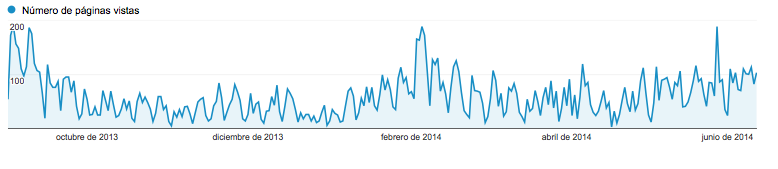 Número de páginas vistas
200
100
octubre de 2013 diciembre de 2013 febrero de 2014 abril de 2014 junio de 2014